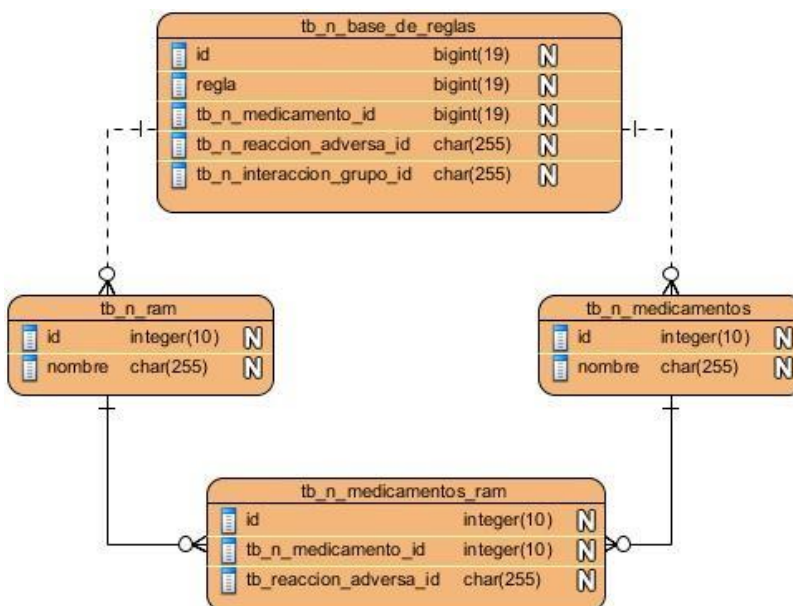 tb_n_base_de_reglas
id bigint(19) N
regla bigint(19) N
tb_n_medicamento_id bigint(19) N
tb_n_reaccion_adversa_id char(255) N
tb_n_interaccion_grupo_id char(255) N
tb_n_ram
id integer(10) N
nombre char(255) N
tb_n_medicamentos
id integer(10) N
nombre char(255) N
tb_n_medicamentos_ram
id integer(10) N
tb_n_medicamento_id integer(10) N
tb_reaccion_adversa_id char(255) N